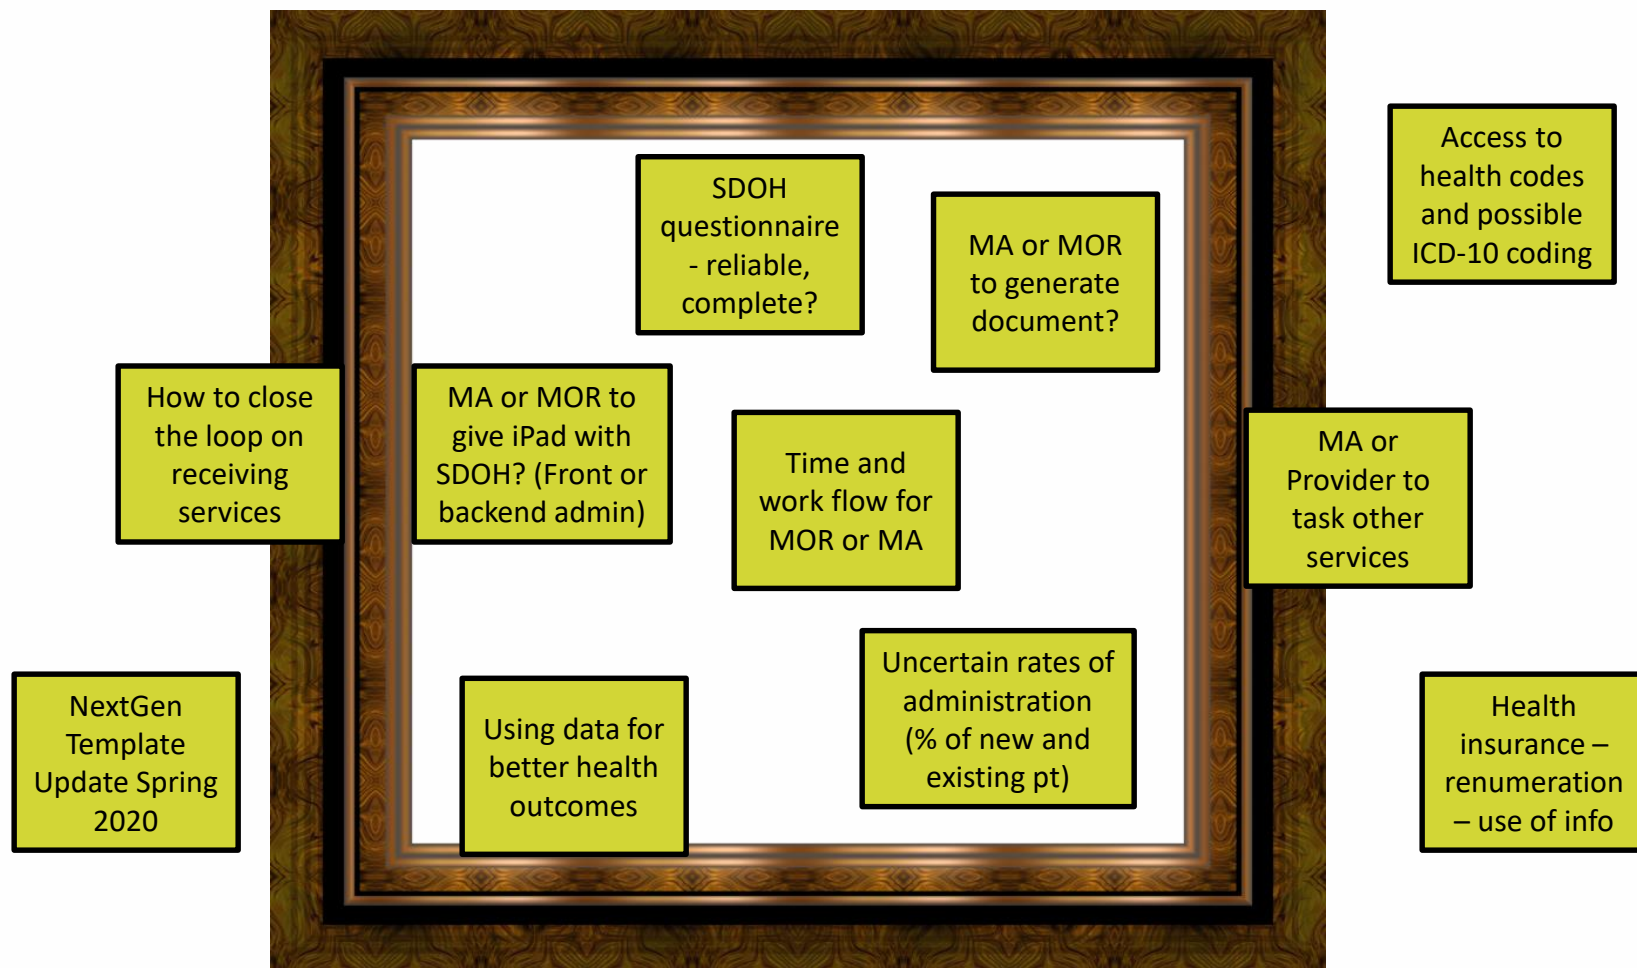 SDOH
questionnaire
- reliable,
complete?
MA or MOR
to generate
document?
Access to
health codes
and possible
ICD-10 coding
How to close
the loop on
receiving
services
MA or MOR to
give iPad with
SDOH? (Front or
backend admin)
Time and
work flow for
MOR or MA
MA or
Provider to
task other
services
NextGen
Template
Update Spring
2020
Using data for
better health
outcomes
Uncertain rates of
administration
(% of new and
existing pt)
Health
insurance –
renumeration
– use of info